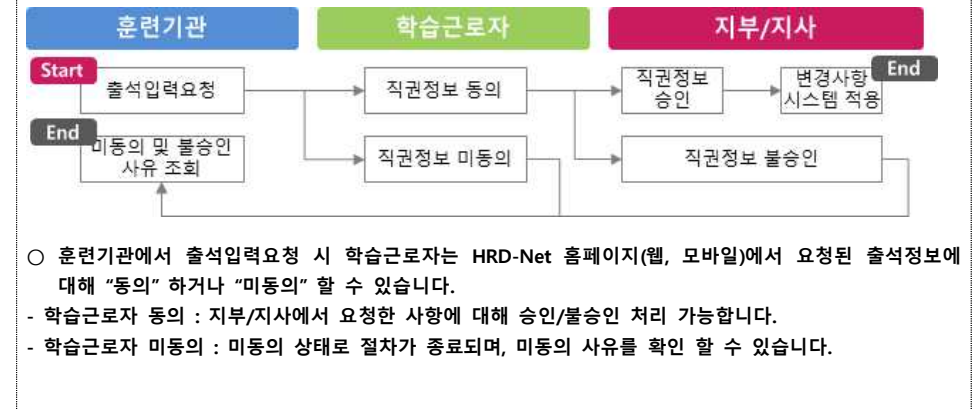 훈련기관
학습근로자
지부/지사
Start
출석입력요청
직권정보 동의
직권정보
승인
변경사항
시스템 적용
End
End
미동의 및 불승인
사유 조회
직권정보 미동의
직권정보 불승인
○ 훈련기관에서 출석입력요청 시 학습근로자는 HRD-Net 홈페이지(웹, 모바일)에서 요청된 출석정보에
대해 “동의” 하거나 “미동의” 할 수 있습니다.
- 학습근로자 동의 : 지부/지사에서 요청한 사항에 대해 승인/불승인 처리 가능합니다.
- 학습근로자 미동의 : 미동의 상태로 절차가 종료되며, 미동의 사유를 확인 할 수 있습니다.